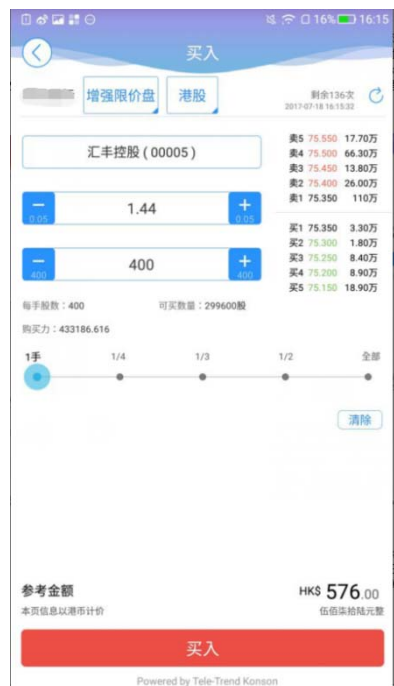 16% 16:15
买入
增强限价盘 港股 剩余136次
2017-07-18 16:15:32
汇丰控股 ( 00005 )
卖5 75.550 17.70万
卖4 75.500 66.30万
卖3 75.450 13.80万
卖2 75.400 26.00万
卖1 75.350 110万
买1 75.350 3.30万
买2 75.300 1.80万
买3 75.250 8.40万
买4 75.200 8.90万
买5 75.150 18.90万
− 0.05 1.44 + 0.05
− 400 400 + 400
每手股数：400 可买数量：299600股
购买力：433186.616
1手 1/4 1/3 1/2 全部
清除
参考金额 HK$ 576.00
本页信息以港币计价 伍佰柒拾陆元整
买入
Powered by Tele-Trend Konson